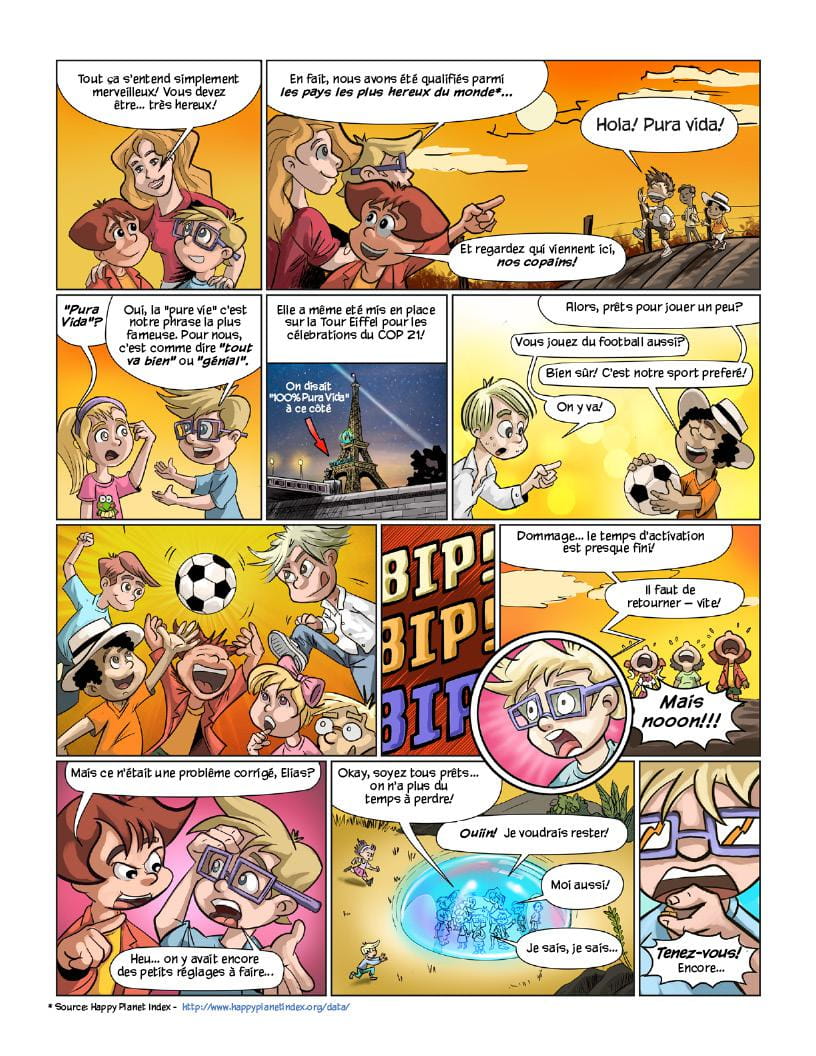 Tout ça s'entend simplement
merveilleux! Vous devez
être... très hereux!
En fait, nous avons été qualifiés parmi
les pays les plus hereux du monde*...
Hola! Pura vida!
Et regardez qui viennent ici,
nos copains!
"Pura
Vida"?
Oui, la "pure vie" c'est
notre phrase la plus
fameuse. Pour nous,
c'est comme dire "tout
va bien" ou "génial".
Elle a même eté mis en place
sur la Tour Eiffel pour les
célebrations du COP 21!
On disait
"100% Pura Vida"
à ce côté
Alors, prêts pour jouer un peu?
Vous jouez du football aussi?
Bien sûr! C'est notre sport preferé!
On y va!
BIP!
BIP!
BIP
Dommage... le temps d'activation
est presque fini!
Il faut de
retourner – vite!
Mais
nooon!!!
Mais ce n'était une problême corrigé, Elias?
Heu... on y avait encore
des petits réglages à faire...
Okay, soyez tous prêts...
on n'a plus du
temps à perdre!
Ouiin! Je voudrais rester!
Moi aussi!
Je sais, je sais...
Tenez-vous!
Encore...
* Source: Happy Planet Index - http://www.happyplanetindex.org/data/